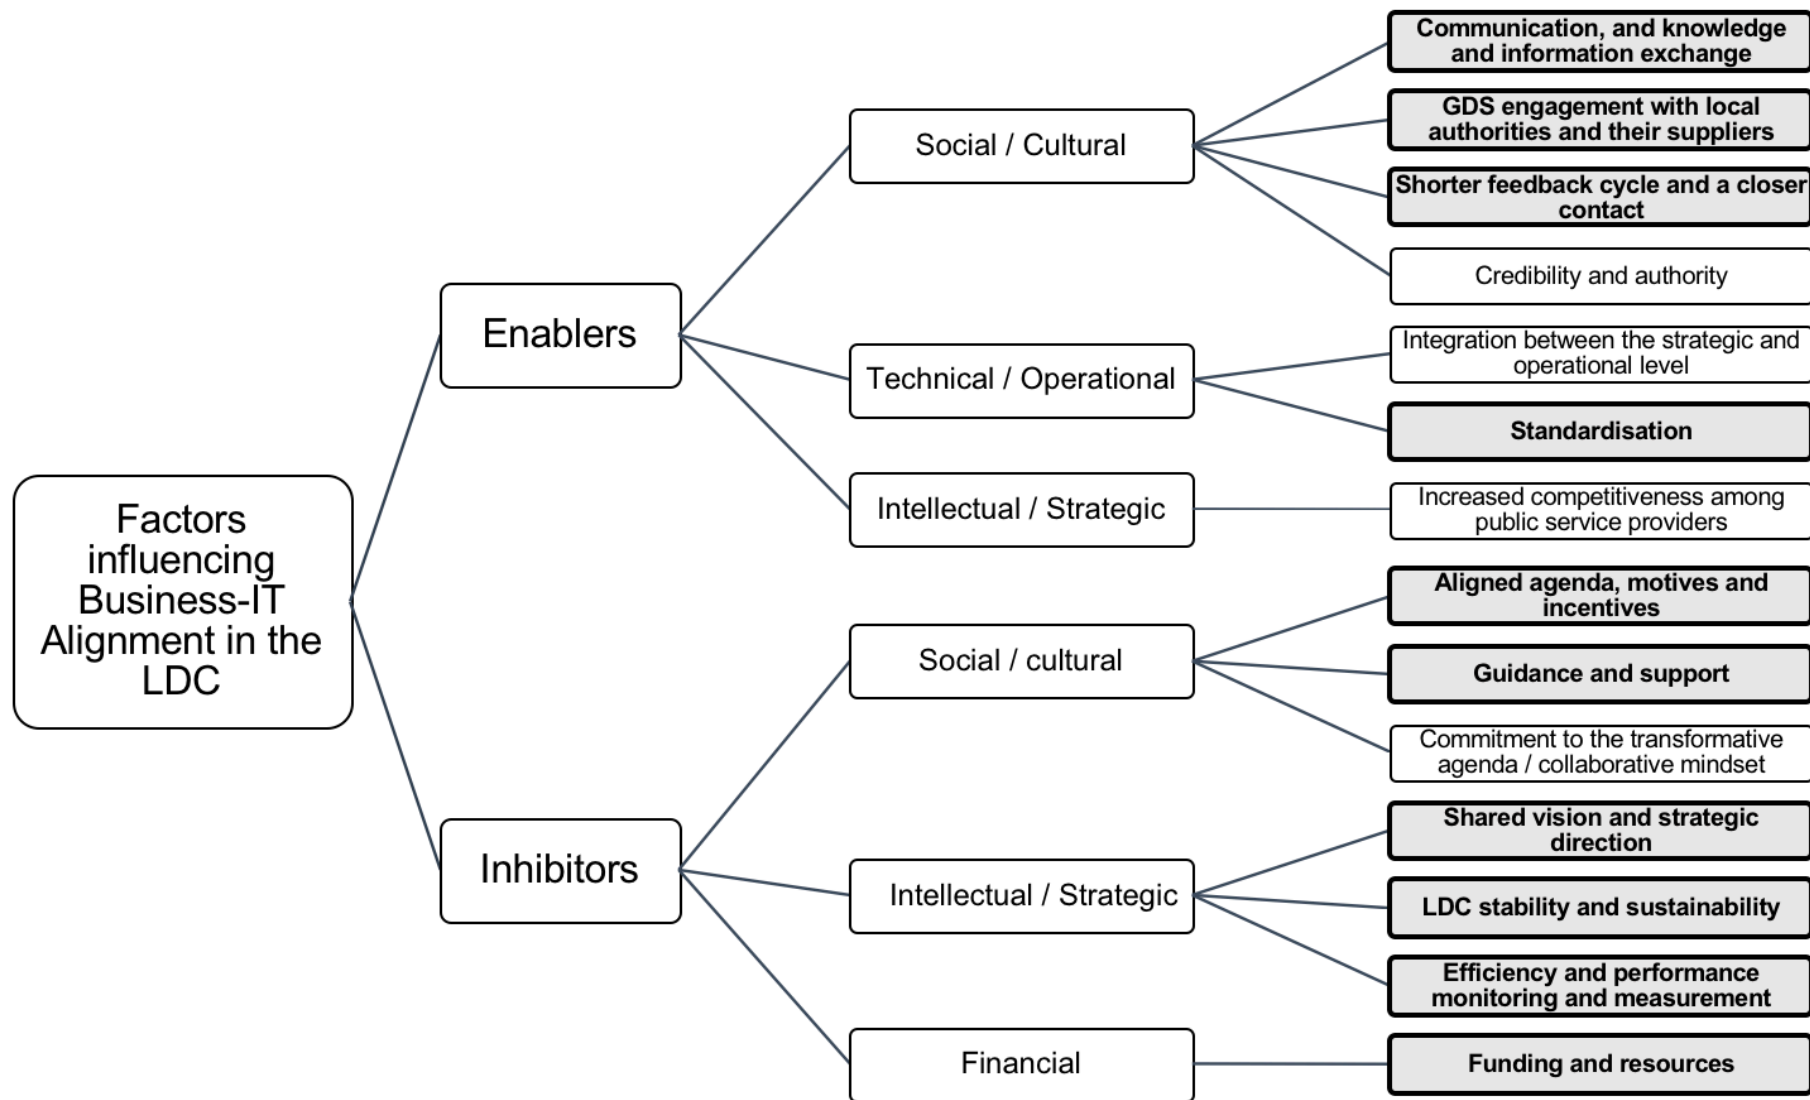 Factors
influencing
Business-IT
Alignment in the
LDC
Enablers
Social / Cultural
Communication, and knowledge
and information exchange
GDS engagement with local
authorities and their suppliers
Shorter feedback cycle and a closer
contact
Credibility and authority
Technical / Operational
Integration between the strategic and
operational level
Standardisation
Intellectual / Strategic
Increased competitiveness among
public service providers
Inhibitors
Social / cultural
Aligned agenda, motives and
incentives
Guidance and support
Commitment to the transformative
agenda / collaborative mindset
Intellectual / Strategic
Shared vision and strategic
direction
LDC stability and sustainability
Efficiency and performance
monitoring and measurement
Financial
Funding and resources